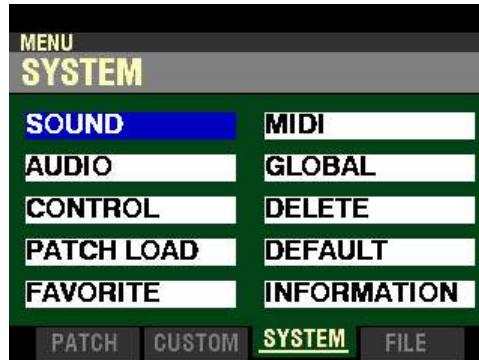 MENU
SYSTEM
SOUND
MIDI
AUDIO
GLOBAL
CONTROL
DELETE
PATCH LOAD
DEFAULT
FAVORITE
INFORMATION
PATCH CUSTOM SYSTEM FILE